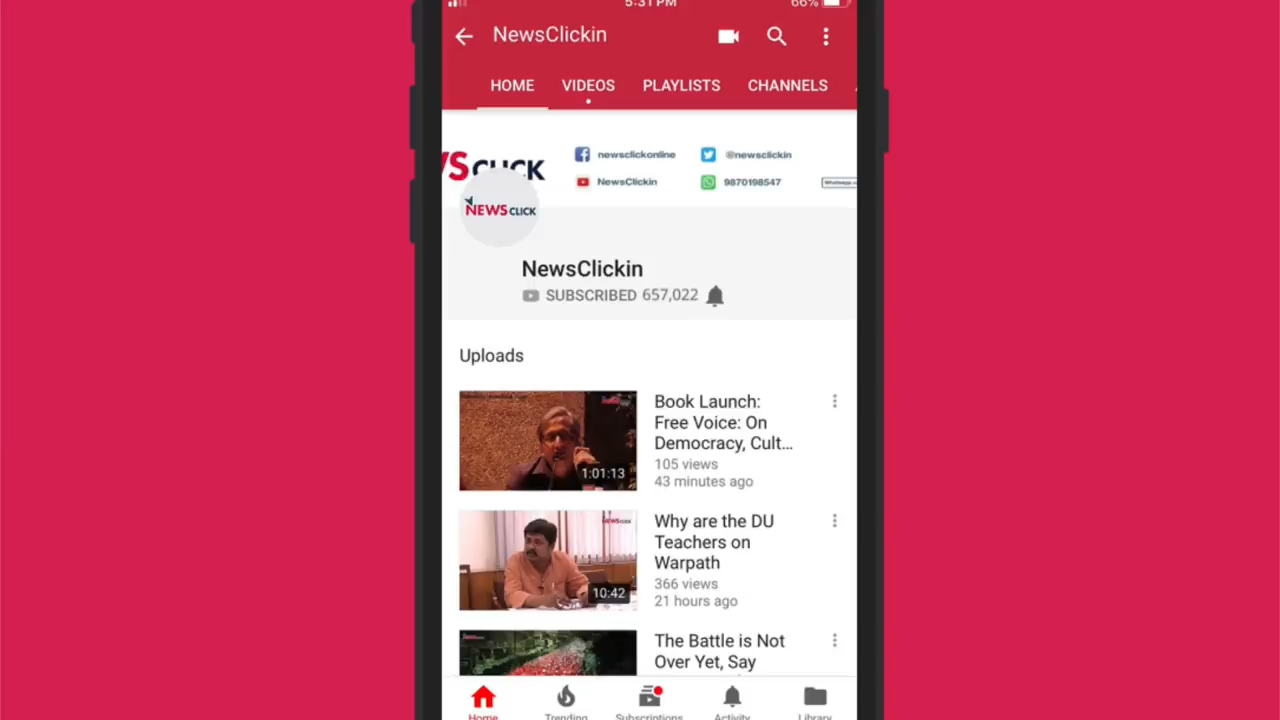 5:31 PM
66%
NewsClickin
HOME VIDEOS PLAYLISTS CHANNELS
CLICK
newsclickonline
@newsclickin
NewsClickin
9870198547
NEWSCLICK
NewsClickin
SUBSCRIBED 657,022
Uploads
Book Launch:
Free Voice: On
Democracy, Cult...
105 views
43 minutes ago
1:01:13
Why are the DU
Teachers on
Warpath
366 views
21 hours ago
NEWSCLICK
10:42
The Battle is Not
Over Yet, Say
Home Trending Subscriptions Activity Library